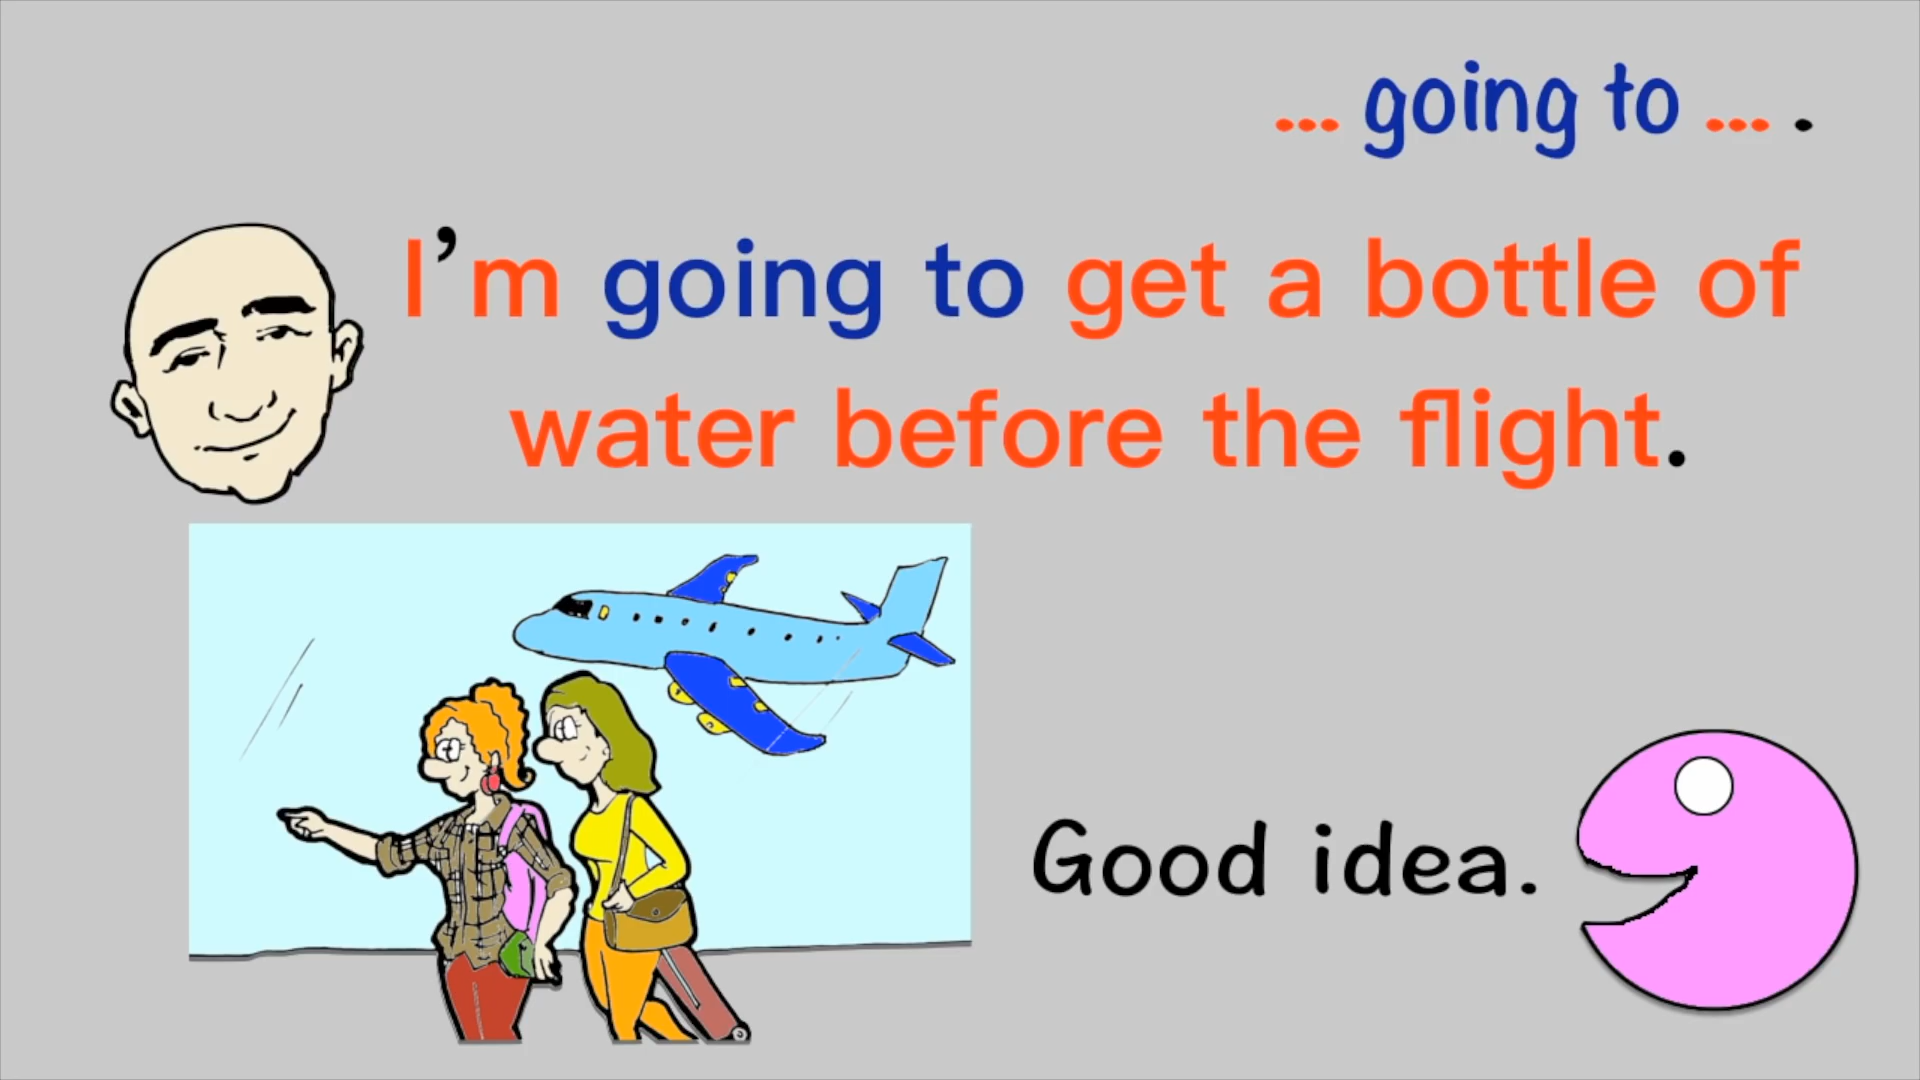 ... going to ... .
I’m going to get a bottle of
water before the flight.
Good idea.